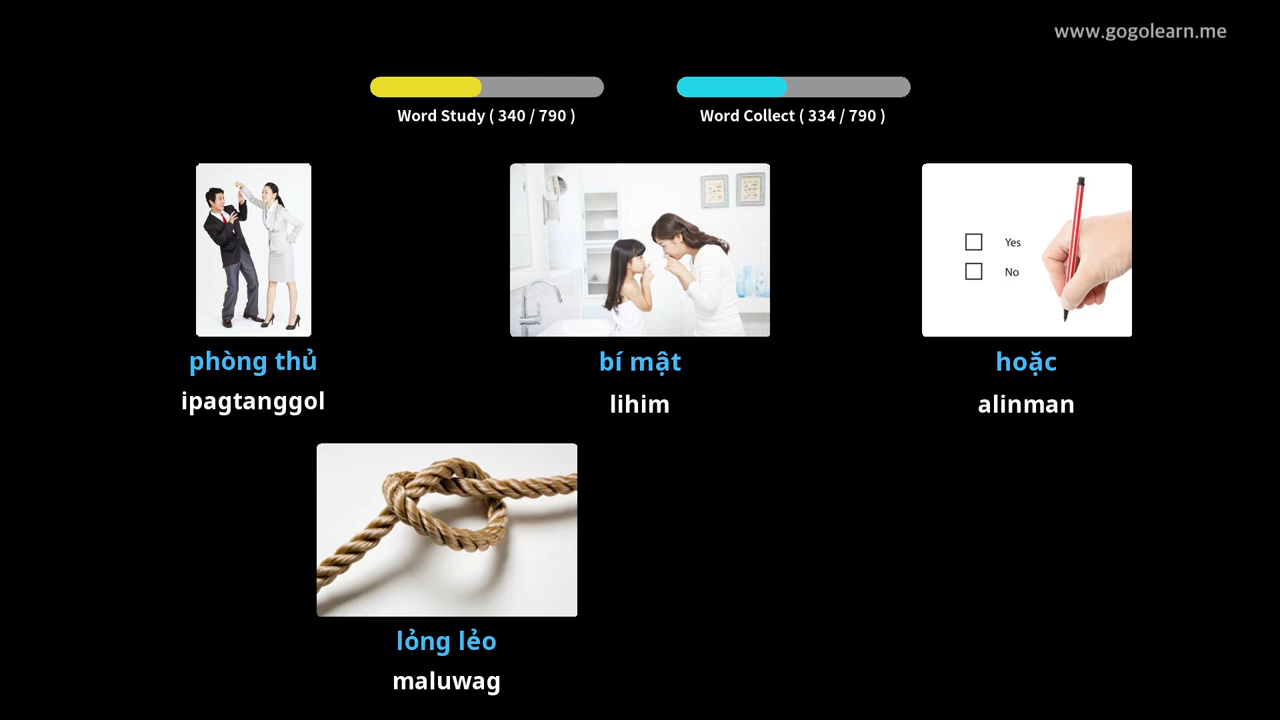 www.gogolearn.me
Word Study ( 340 / 790 )
Word Collect ( 334 / 790 )
Yes
No
phòng thủ
ipagtanggol
bí mật
lihim
hoặc
alinman
lỏng lẻo
maluwag